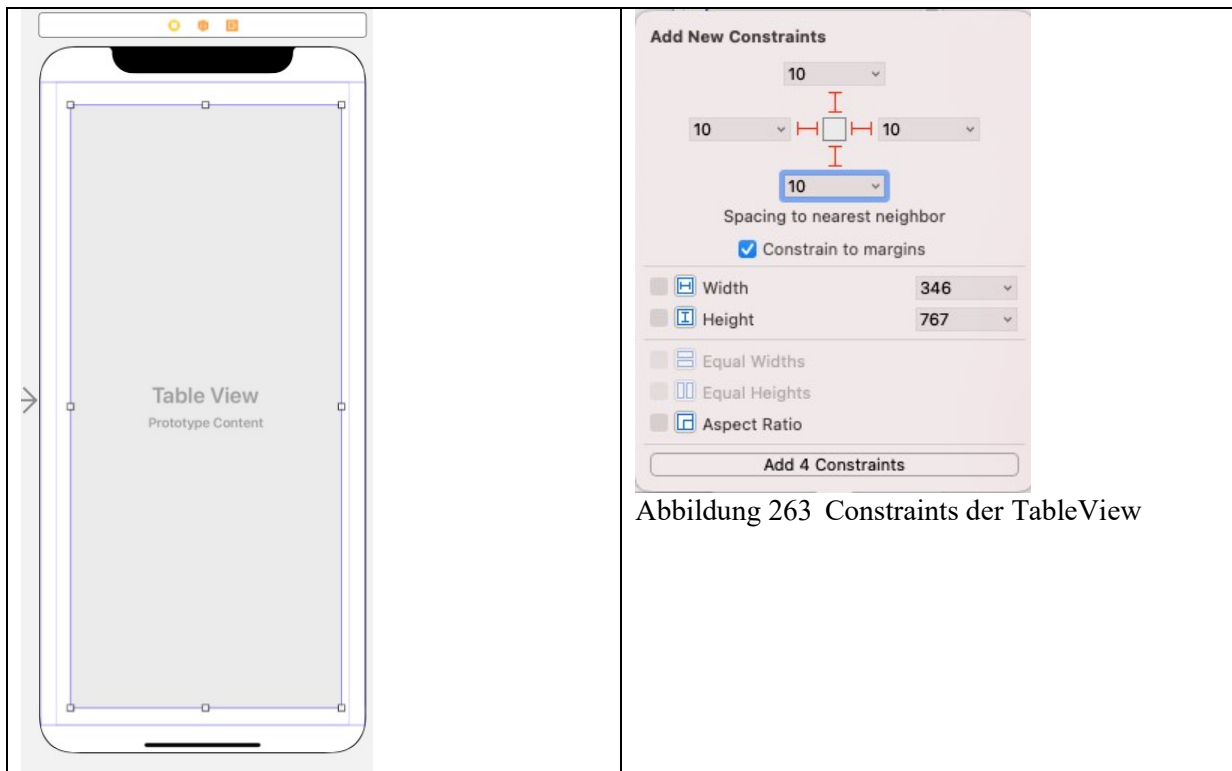 Table View
Prototype Content
Add New Constraints
10
10 10
10
Spacing to nearest neighbor
Constrain to margins
Width 346
Height 767
Equal Widths
Equal Heights
Aspect Ratio
Add 4 Constraints
Abbildung 263 Constraints der TableView